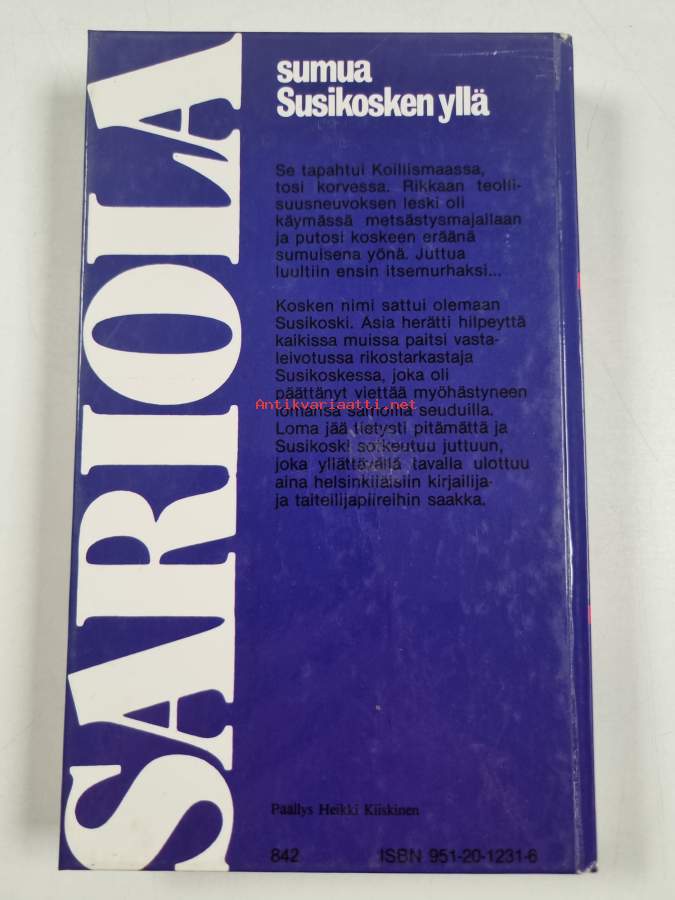 SARIOLA
sumua
Susikosken yllä
Se tapahtui Koillismaassa,
tosi korvessa. Rikkaan teolli-
suusneuvoksen leski oli
käymässä metsästysmajallaan
ja putosi koskeen eräänä
sumuisena yönä. Juttua
luultiin ensin itsemurhaksi...
Kosken nimi sattui olemaan
Susikoski. Asia herätti hilpeyttä
kaikissa muissa paitsi vasta-
leivotussa rikostarkastaja
Susikoskessa, joka oli
päättänyt viettää myöhästyneen
Antikvariaatti.net
lomansa samoilla seuduilla.
Loma jää tietysti pitämättä ja
Susikoski sotkeutuu juttuun,
joka yllättävällä tavalla ulottuu
aina helsinkiläisiin kirjailija-
ja taiteilijapiireihin saakka.
Päällys Heikki Kiiskinen
842 ISBN 951-20-1231-6